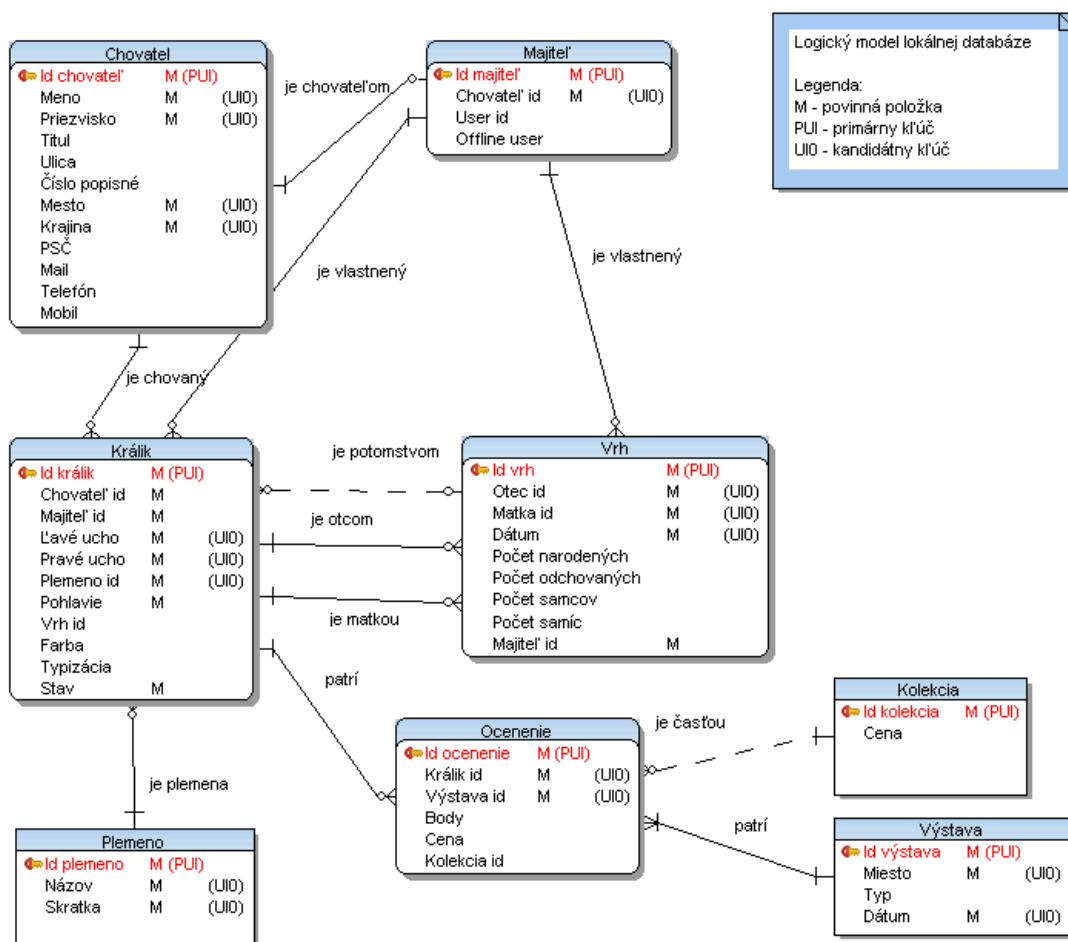 Chovatel
Id chovateľ M (PUI)
Meno M (UI0)
Priezvisko M (UI0)
Titul
Ulica
Číslo popisné
Mesto M (UI0)
Krajina M (UI0)
PSČ
Mail
Telefón
Mobil
je chovateľom
Majiteľ
Id majiteľ M (PUI)
Chovateľ id M (UI0)
User id
Offline user
Logický model lokálnej databáze
Legenda:
M - povinná položka
PUI - primárny kľúč
UI0 - kandidátny kľúč
je vlastnený
je vlastnený
je chovaný
Králik
Id králik M (PUI)
Chovateľ id M
Majiteľ id M
Ľavé ucho M (UI0)
Pravé ucho M (UI0)
Plemeno id M (UI0)
Pohlavie M
Vrh id
Farba
Typizácia
Stav M
je potomstvom
je otcom
je matkou
Vrh
Id vrh M (PUI)
Otec id M (UI0)
Matka id M (UI0)
Dátum M (UI0)
Počet narodených
Počet odchovaných
Počet samcov
Počet samíc
Majiteľ id M
patrí
je plemena
Plemeno
Id plemeno M (PUI)
Názov M (UI0)
Skratka M (UI0)
Ocenenie
Id ocenenie M (PUI)
Králik id M (UI0)
Výstava id M (UI0)
Body
Cena
Kolekcia id
je časťou
Kolekcia
Id kolekcia M (PUI)
Cena
patrí
Výstava
Id výstava M (PUI)
Miesto M (UI0)
Typ
Dátum M (UI0)